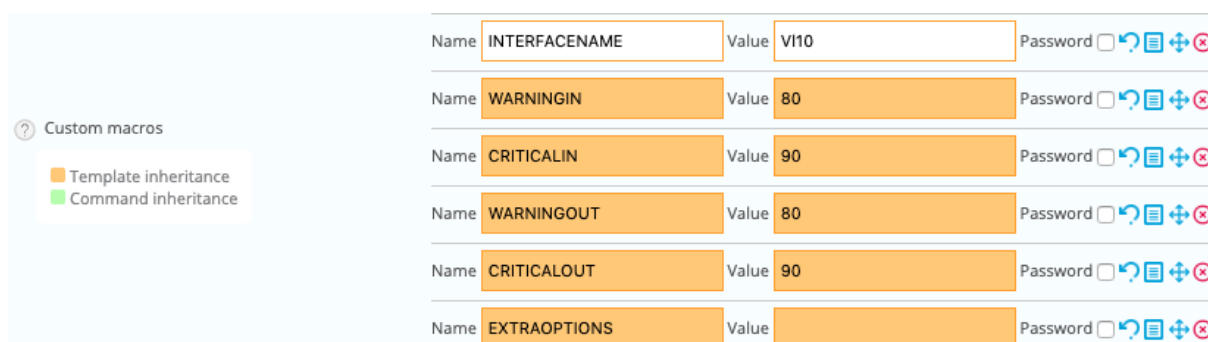 Name INTERFACENAME Value Vl10 Password
Name WARNINGIN Value 80 Password
? Custom macros
Name CRITICALIN Value 90 Password
Template inheritance
Command inheritance
Name WARNINGOUT Value 80 Password
Name CRITICALOUT Value 90 Password
Name EXTRAOPTIONS Value Password